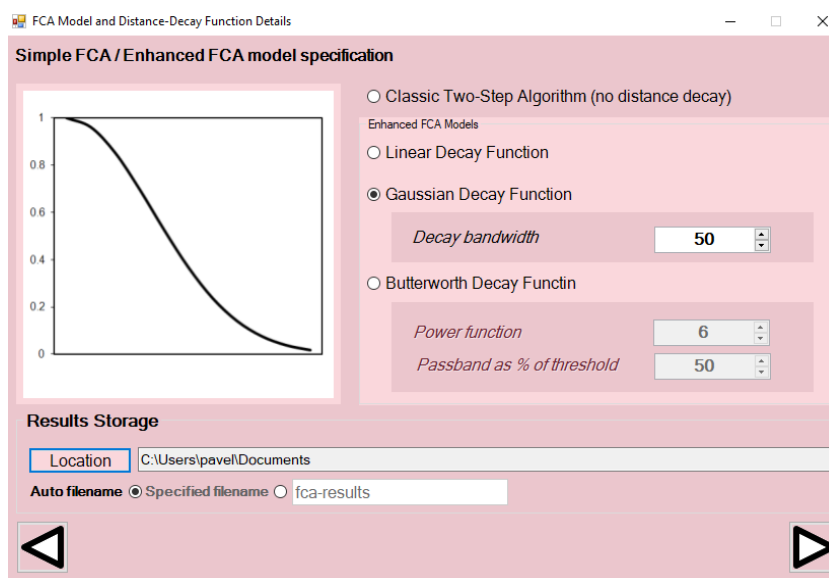 FCA Model and Distance-Decay Function Details
Simple FCA / Enhanced FCA model specification
1
0.8
0.6
0.4
0.2
0
Classic Two-Step Algorithm (no distance decay)
Enhanced FCA Models
Linear Decay Function
Gaussian Decay Function
Decay bandwidth 50
Butterworth Decay Functin
Power function 6
Passband as % of threshold 50
Results Storage
Location C:\Users\pavel\Documents
Auto filename Specified filename fca-results